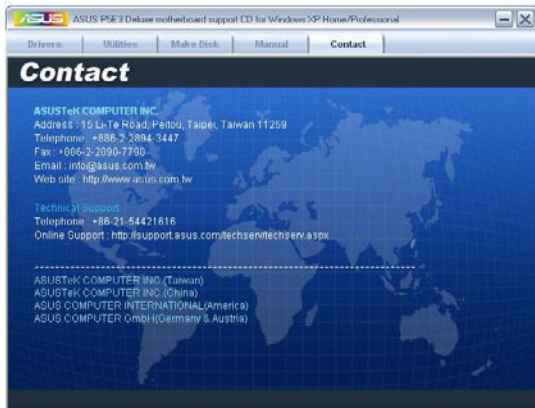 ASUS ASUS P5E3 Deluxe motherboard support CD for Windows XP Home/Professional
Drivers Utilities Make Disk Manual Contact
Contact
ASUSTeK COMPUTER INC.
Address : 15 Li-Te Road, Peitou, Taipei, Taiwan 11259
Telephone : +886-2-2894-3447
Fax : +886-2-2890-7798
Email : info@asus.com.tw
Web site : http://www.asus.com.tw
Technical Support
Telephone : +86-21-54421616
Online Support : http://support.asus.com/techserv/techserv.aspx
ASUSTeK COMPUTER INC.(Taiwan)
ASUSTeK COMPUTER INC.(China)
ASUS COMPUTER INTERNATIONAL(America)
ASUS COMPUTER GmbH(Germany & Austria)